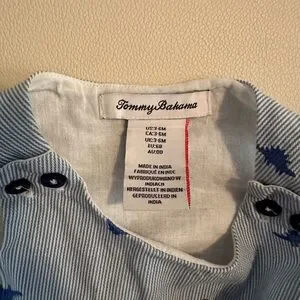 Tommy Bahama
US:3-6M
CA:3-6M
UK:3-6M
EU:68
AU:00
MADE IN INDIA
FABRIQUÉ EN INDE
WYPRODUKOWANO W
INDIACH
HERGESTELLT IN INDIEN
GEPRODUCEERD IN
INDIA